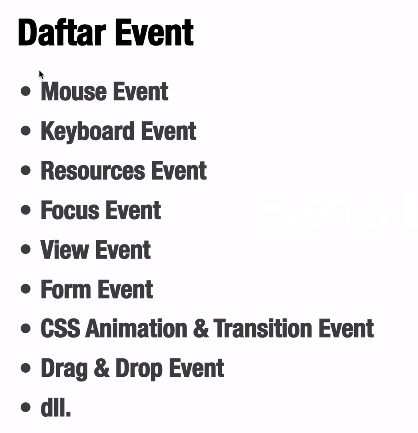 Daftar Event
• Mouse Event
• Keyboard Event
• Resources Event
• Focus Event
• View Event
• Form Event
• CSS Animation & Transition Event
• Drag & Drop Event
• dll.